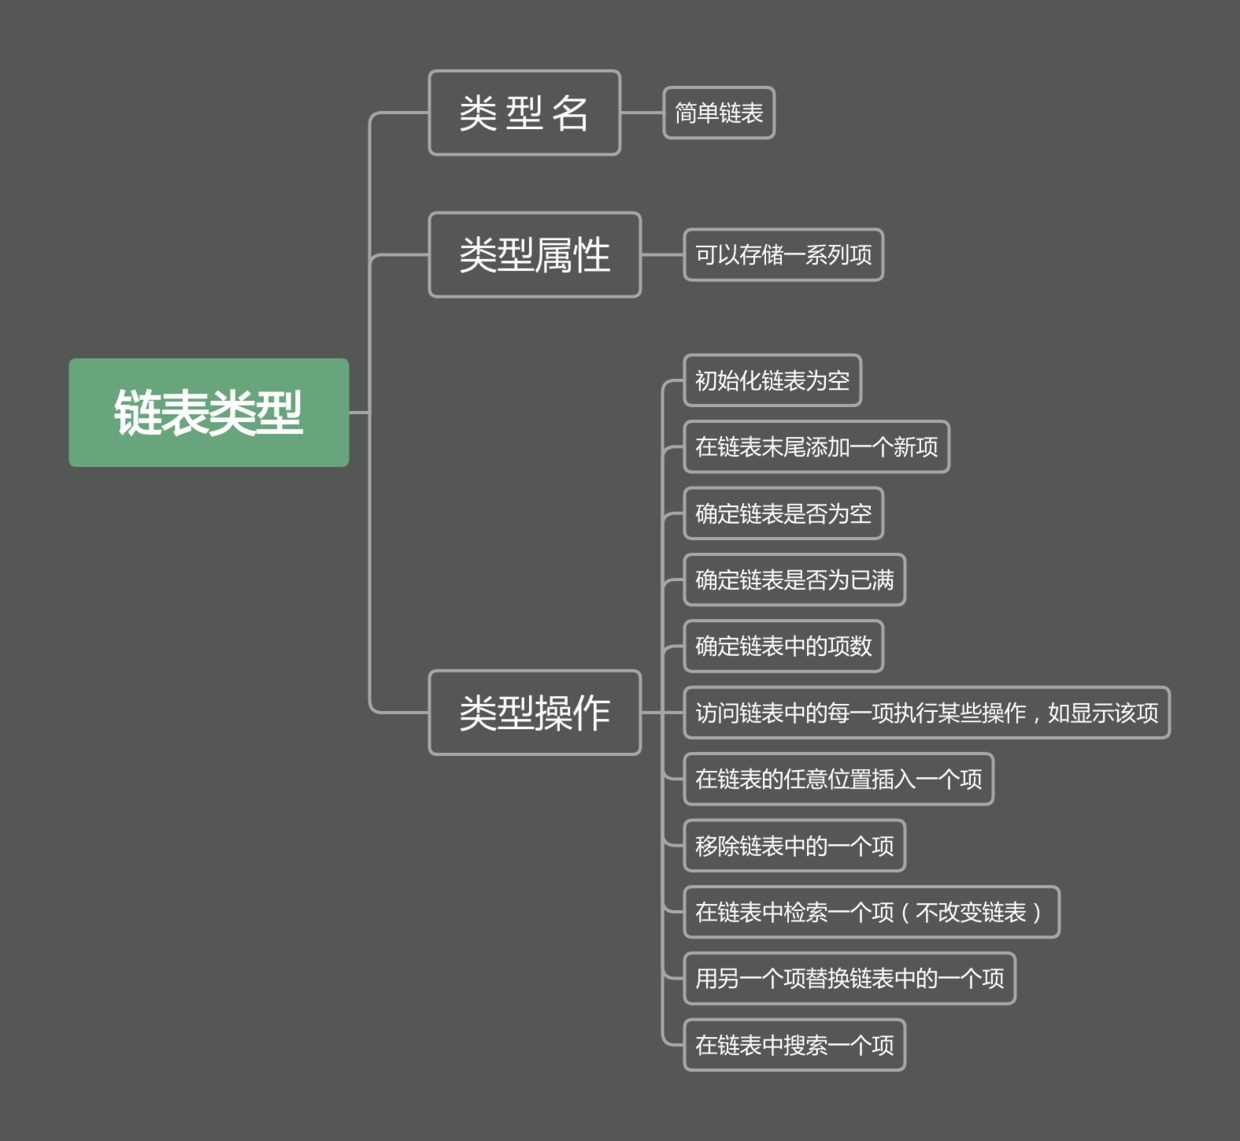 链表类型
类型名
简单链表
类型属性
可以存储一系列项
类型操作
初始化链表为空
在链表末尾添加一个新项
确定链表是否为空
确定链表是否为已满
确定链表中的项数
访问链表中的每一项执行某些操作，如显示该项
在链表的任意位置插入一个项
移除链表中的一个项
在链表中检索一个项（不改变链表）
用另一个项替换链表中的一个项
在链表中搜索一个项